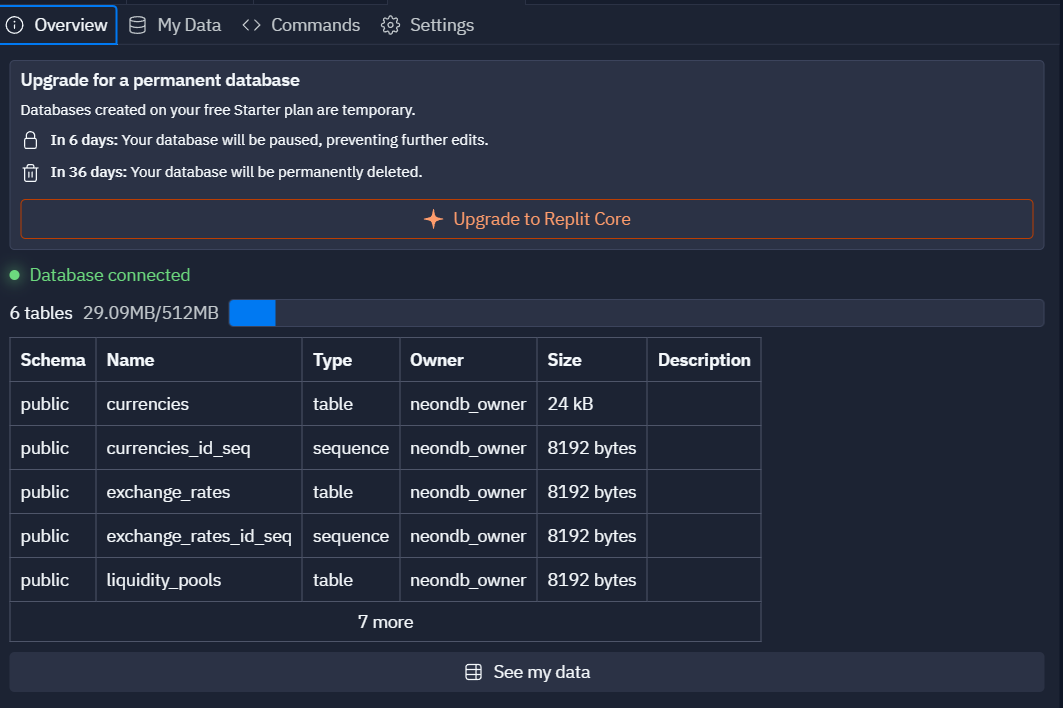 Overview My Data Commands Settings
Upgrade for a permanent database
Databases created on your free Starter plan are temporary.
In 6 days: Your database will be paused, preventing further edits.
In 36 days: Your database will be permanently deleted.
Upgrade to Replit Core
Database connected
6 tables 29.09MB/512MB
Schema Name Type Owner Size Description
public currencies table neondb_owner 24 kB
public currencies_id_seq sequence neondb_owner 8192 bytes
public exchange_rates table neondb_owner 8192 bytes
public exchange_rates_id_seq sequence neondb_owner 8192 bytes
public liquidity_pools table neondb_owner 8192 bytes
7 more
See my data